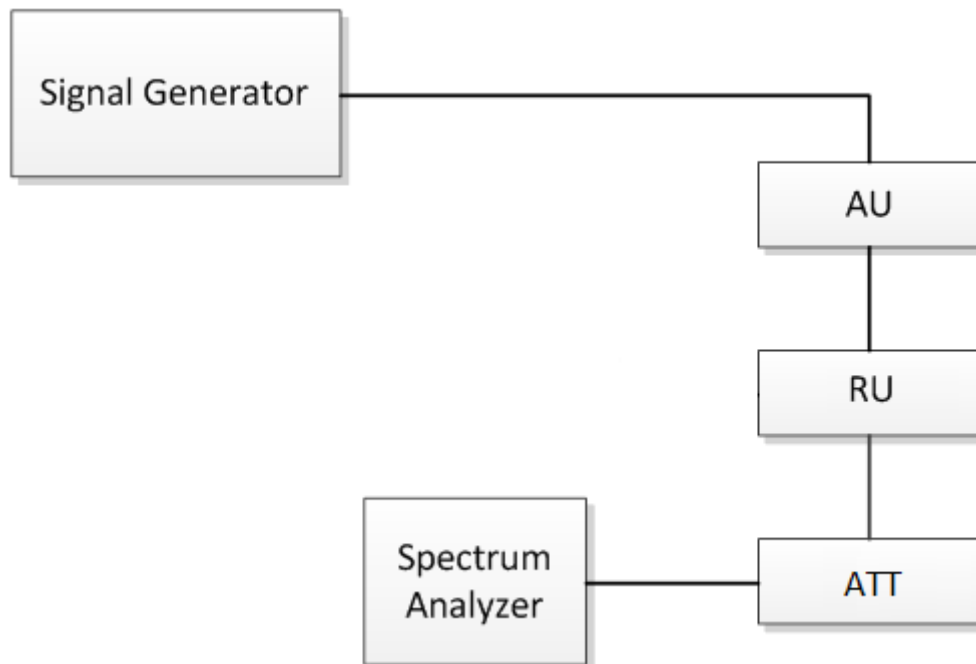 Signal Generator
AU
RU
ATT
Spectrum
Analyzer